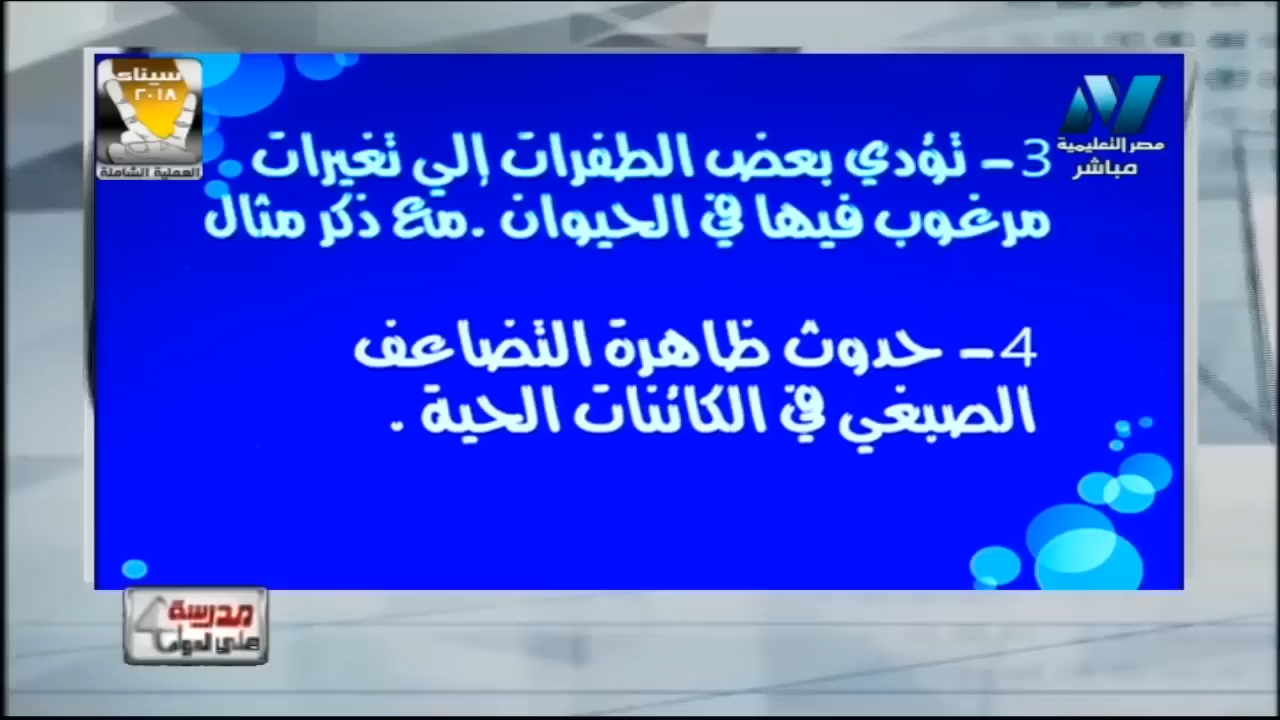 سيناء
٢٠١٨
العملية الشاملة
مصر التعليمية
مباشر
3- تؤدي بعض الطفرات إلي تغيرات
مرغوب فيها في الحيوان .مع ذكر مثال
4- حدوث ظاهرة التضاعف
الصبغي في الكائنات الحية .
مدرسة
على الهواء